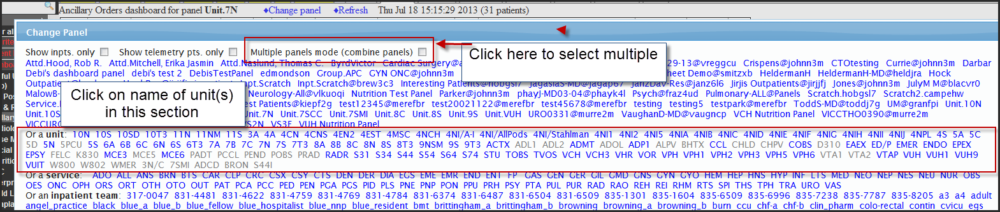 Ancillary Orders dashboard for panel Unit.7N ♦Change panel ♦Refresh Thu Jul 18 15:15:29 2013 (31 patients)
Change Panel
Show inpts. only Show telemetry pts. only Multiple panels mode (combine panels)
Click here to select multiple
Attd.Hood, Rob R. Attd.Mitchell, Erika Jasmin Attd.Naslund, Thomas C. ByrdVictor Cardiac Surgery@a 29-13@vreggcu Crispens@johnn3m CTOtesting Currie@johnn3m Darbar
Debi's dashboard panel debi's test 2 DebisTestPanel edmondson Group.APC GYN ONC@johnn3m heet Demo@smitzxb HeldermanH HeldermanH-MD@heldjra Hock
Inpt.Scratch Inpt.Scratch@brew3c3 Interesting Patients@hobgsl7 JagasiaS-MD@jagap67 JanzDav-Res@janz6l6 Jirjis Outpatients@jirjjfj Jones@johnn3m JulyM M@blacvr0
MalowB- Neurology-All@vlkuoqi Nutrition Test Panel Parker@johnn3m phayJ-MD03-04@phayk4l Psych@fraz4ud Pulmonary-ALL@Panels Scratch.hobgsl7 Scratch2.campehw
Service. est Patients@kiepf2g test12345@merefbr test20021122@merefbr test45678@merefbr testing testing5 testpark@merefbr ToddS-MD@toddj7g UM@granfpi Unit.10N
Unit.10S Unit.7N Unit.7SCC Unit.7SMI Unit.8C Unit.8S Unit.9S Unit.VUH URO0331@murre2m VaughanD-MD@vaugncp VCH Nutrition Panel VICCTHO0390@murre2m
VICCURO S2N VS3F VUH Nutrition Panel
Click on name of unit(s)
in this section
Or a unit: 10N 10S 10SD 10T3 11N 11NM 11S 3A 4A 4CN 4CNS 4EN2 4EST 4MSC 4NCH 4NI/A-I 4NI/AllPods 4NI/Stahlman 4NI1 4NI2 4NI5 4NIA 4NIB 4NIC 4NID 4NIE 4NIF 4NIG 4NIH 4NII 4NIJ 4NPL 4S 5A 5C
5D 5N 5PCU 5S 6A 6B 6C 6N 6S 6T3 7A 7B 7C 7N 7S 7T3 8A 8B 8C 8N 8S 8T3 9NSM 9S 9T3 ACTX ADL1 ADL2 ADMT ADOL ADP1 ALPV BHTX CCL CHLD CHPV COBS D310 EAEX ED/P EMER ENDO EPEX
EPSY FELC K830 MCE3 MCE5 MCE6 PADT PCCL PEND POBS PRAD RADR S31 S34 S44 S54 S64 S74 STU TOBS TVOS VCH VCH3 VHR VOR VPH VPH1 VPH2 VPH3 VPH5 VPH6 VTA1 VTA2 VTAP VUH VUH1 VUH9
VUIT W800 W802 WMER 3N/C 7SMI ADCD BRON S44I
Or a service: ADO ALL ANS BRN BTS CAR CLP CRC CSX CSY CTS DEN DER DIA EGS EME EMR END ENT FP GAS GEN GER GIL GMD GNS GYN GYO HEM HEP HNS HYP INF LTS MED NEO NEP NES NEU NUR OBS
OES ONC OPH ORS ORT OTH OTO OUT PAT PCA PCC PED PEN PGA PGS PID PLS PNE PNP PON PPU PRH PSY PTA PUL PUR RAD RAO REH REI RHM RTS SPI THS TPH TRA URO VAS
Or an inpatient team: 317-0047 831-4481 831-4622 831-4759 831-4769 831-4784 831-6374 831-6487 831-6504 831-6509 835-1301 835-1604 835-6509 835-6996 835-7238 835-7787 835-8205 a3 a4 adult
angel_practice black blue_a blue_b blue_fellow blue_hospitalist blue_nnp blue_resident bmt brittingham_a brittingham_b browning browning_a browning_b burn ccu chf-a chf-b clin_pharm colo-rectal contin cvicu egs